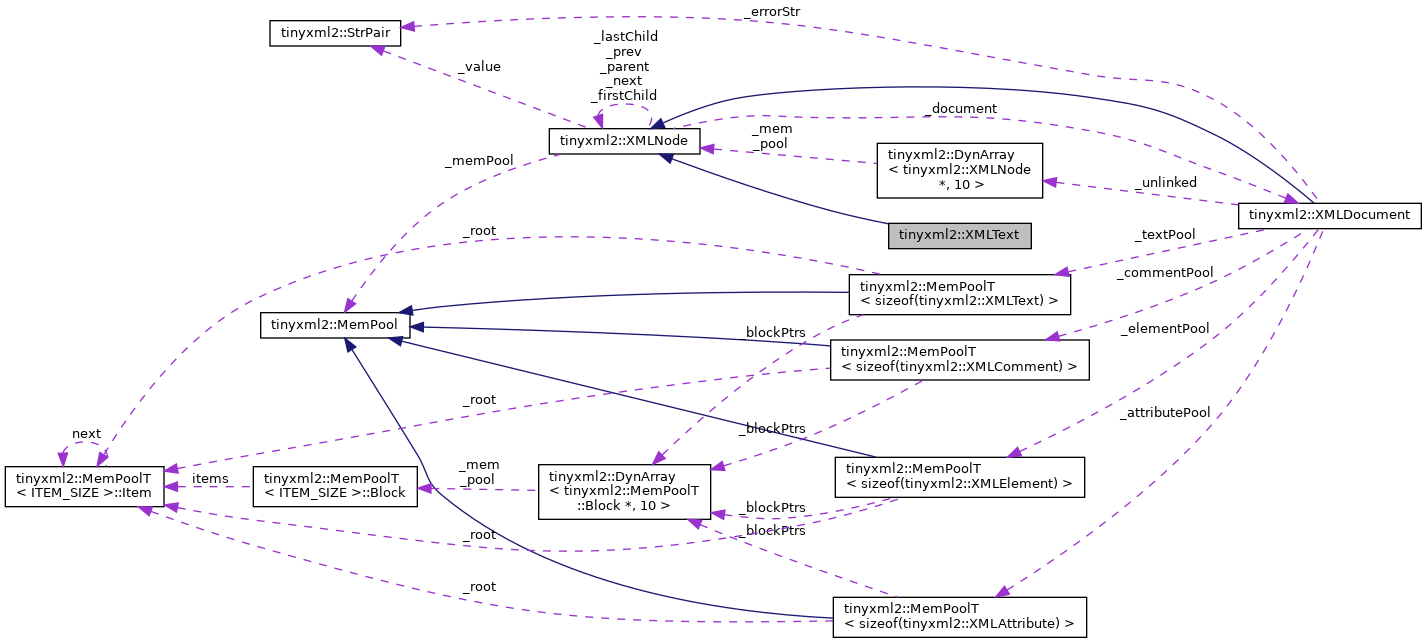 _errorStr
tinyxml2::StrPair
_lastChild
_prev
_parent
_next
_firstChild
_value
_document
tinyxml2::XMLNode
_mem
_pool
tinyxml2::DynArray
< tinyxml2::XMLNode
*, 10 >
_memPool
_unlinked
tinyxml2::XMLDocument
_root
tinyxml2::XMLText
_textPool
_commentPool
tinyxml2::MemPoolT
< sizeof(tinyxml2::XMLText) >
tinyxml2::MemPool
_blockPtrs
_elementPool
tinyxml2::MemPoolT
< sizeof(tinyxml2::XMLComment) >
_root
_attributePool
_blockPtrs
next
tinyxml2::MemPoolT
< ITEM_SIZE >::Item
items
tinyxml2::MemPoolT
< ITEM_SIZE >::Block
_mem
_pool
tinyxml2::DynArray
< tinyxml2::MemPoolT
::Block *, 10 >
tinyxml2::MemPoolT
< sizeof(tinyxml2::XMLElement) >
_blockPtrs
_root
_blockPtrs
_root
tinyxml2::MemPoolT
< sizeof(tinyxml2::XMLAttribute) >